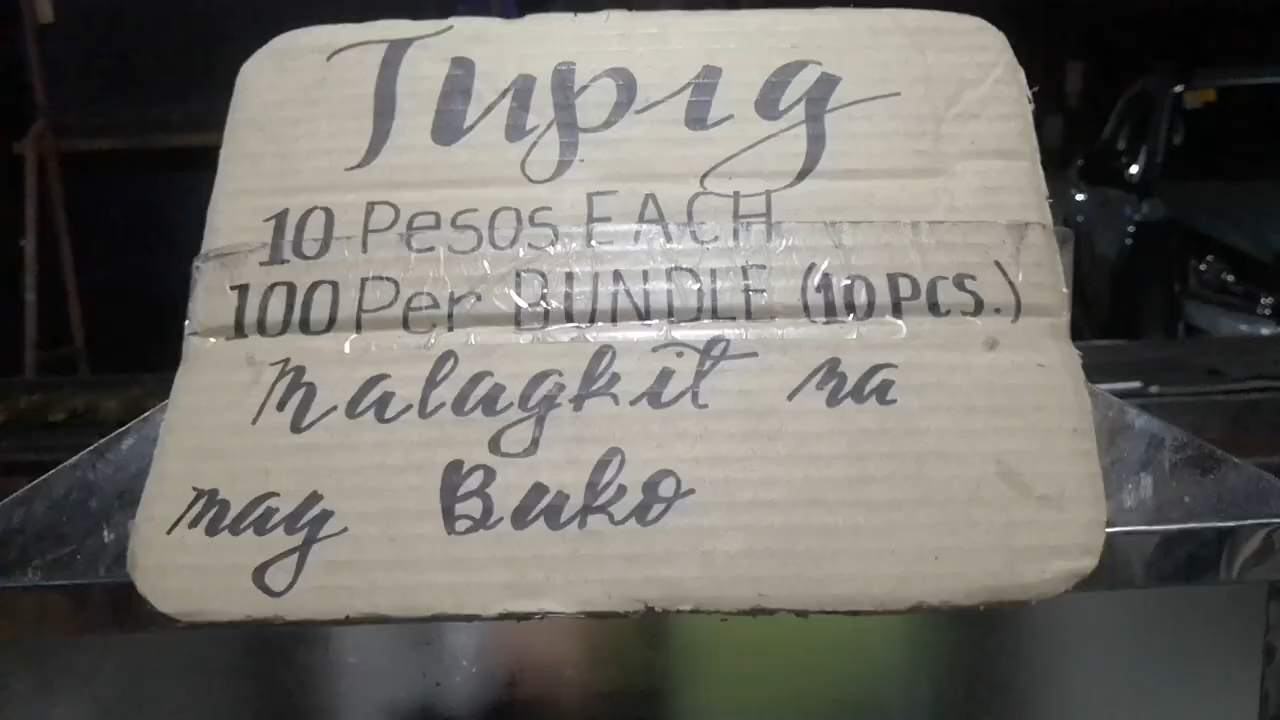 Tupig
10 Pesos EACH
100 Per BUNDLE (10 PCS.)
Malagkit na
may Buko